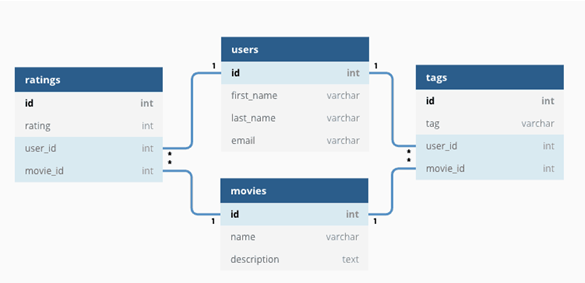 ratings
id int
rating int
user_id int
movie_id int
users
id int
first_name varchar
last_name varchar
email varchar
movies
id int
name varchar
description text
tags
id int
tag varchar
user_id int
movie_id int
1
1
*
*
*
*
1
1